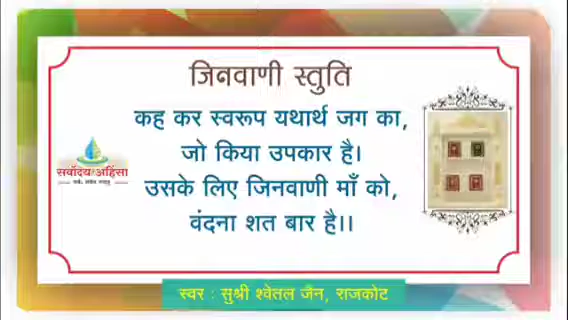 जिनवाणी स्तुति
कह कर स्वरूप यथार्थ जग का,
जो किया उपकार है।
उसके लिए जिनवाणी माँ को,
वंदना शत बार है।।
सर्वोदय अहिंसा
स्वर : सुश्री श्वेतल जैन, राजकोट